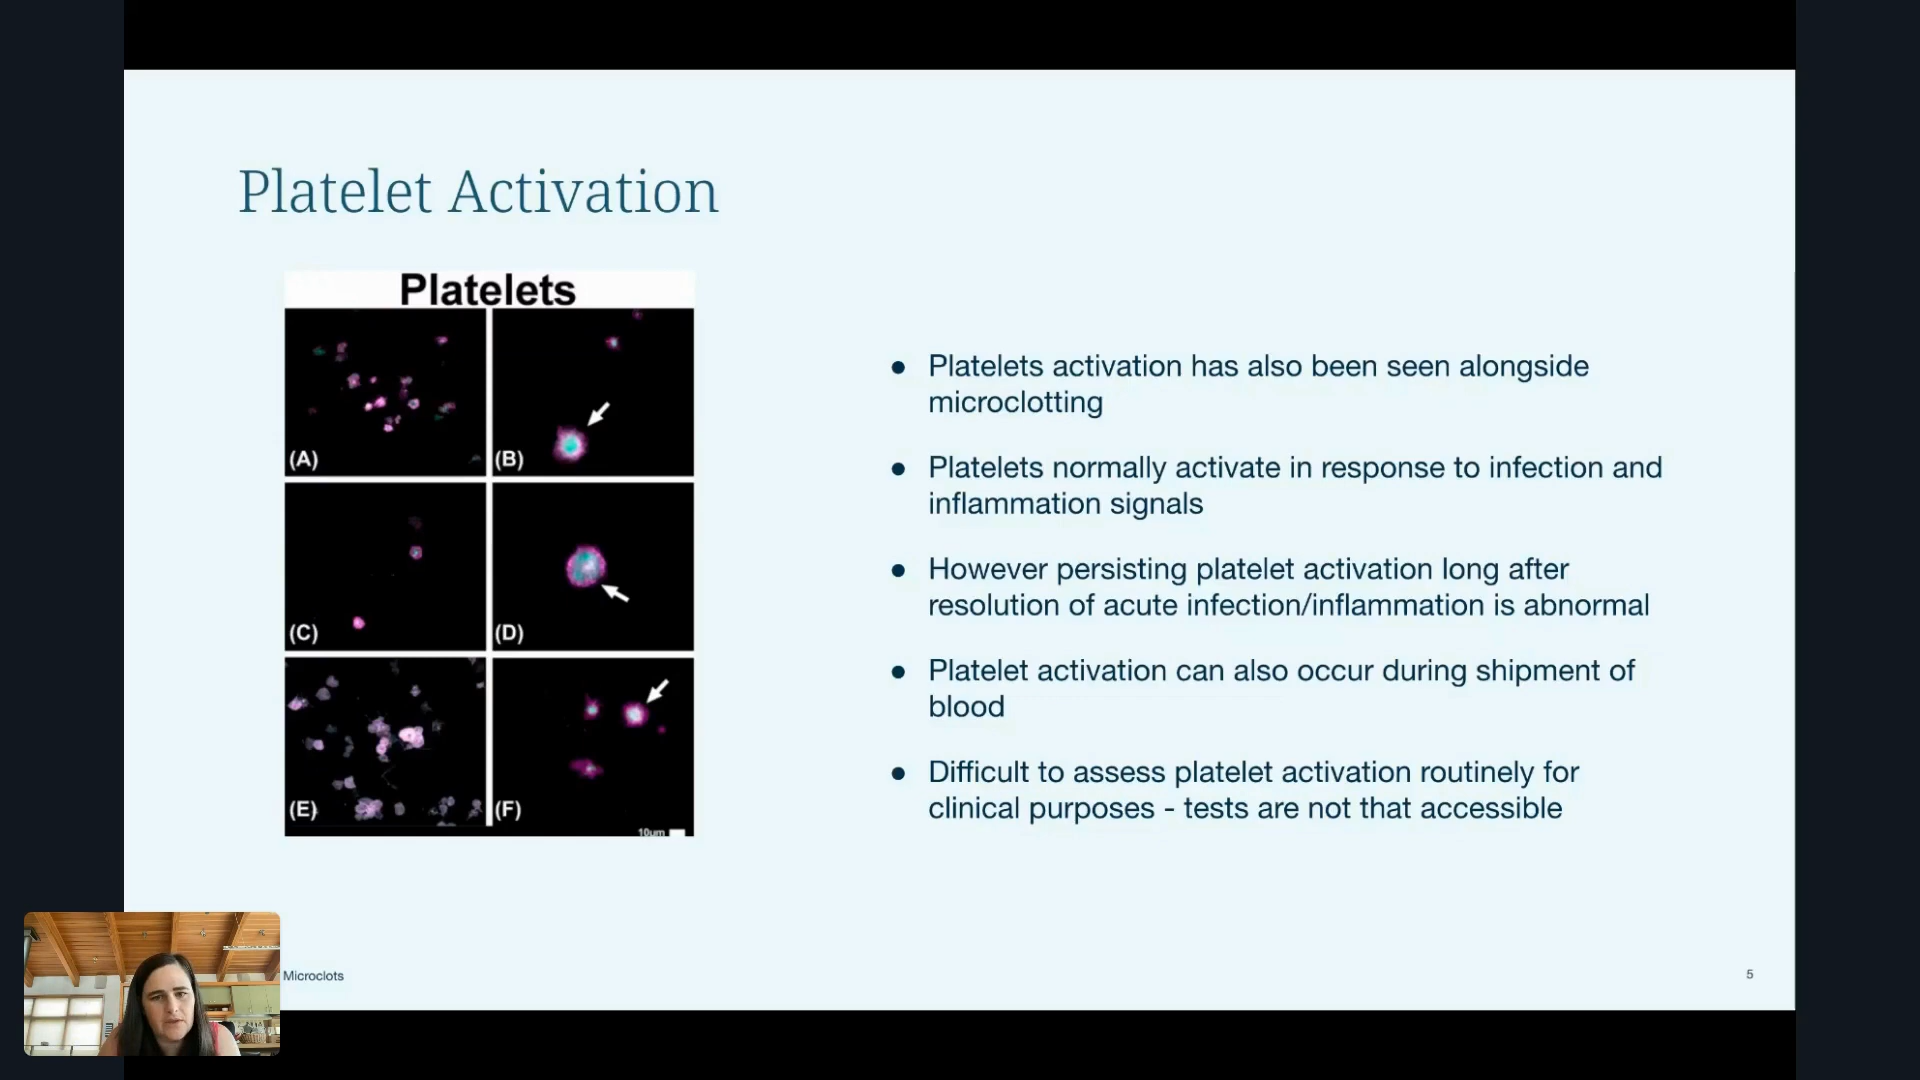 Platelet Activation
Platelets
(A)
(B)
(C)
(D)
(E)
(F)
10µm
● Platelets activation has also been seen alongside
microclotting
● Platelets normally activate in response to infection and
inflammation signals
● However persisting platelet activation long after
resolution of acute infection/inflammation is abnormal
● Platelet activation can also occur during shipment of
blood
● Difficult to assess platelet activation routinely for
clinical purposes - tests are not that accessible
Microclots
5